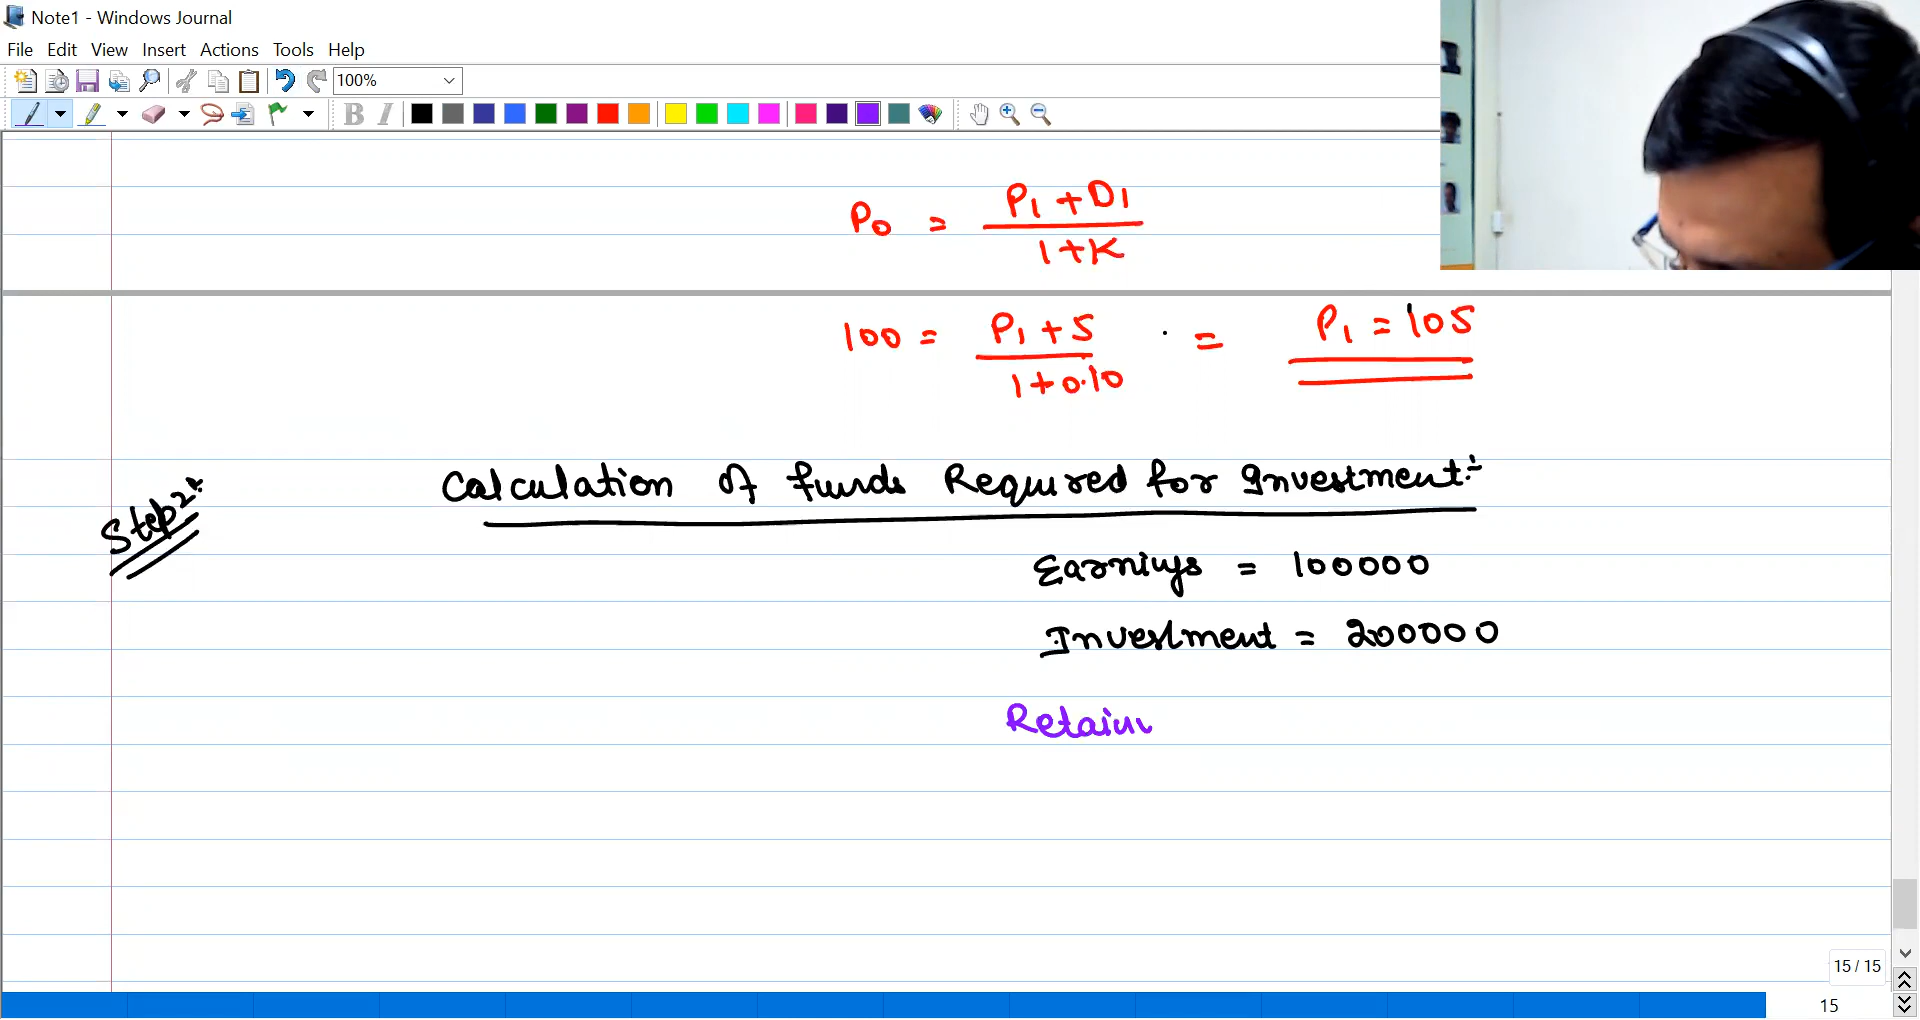 Note1 - Windows Journal
File Edit View Insert Actions Tools Help
100%
B I
P0 = P1 + D1
1 + K
100 = P1 + 5 = P1 = 105
1 + 0.10
Step 2:
Calculation of funds Required for Investment:-
Earnings = 100000
Investment = 200000
Retain
15 / 15
15